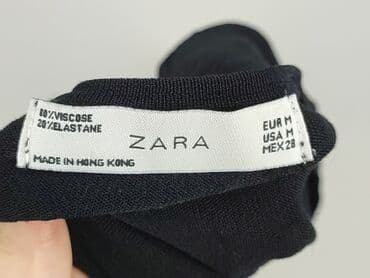 80% VISCOSE
20% ELASTANE
ZARA
MADE IN HONG KONG
EUR M
USA M
MEX 28